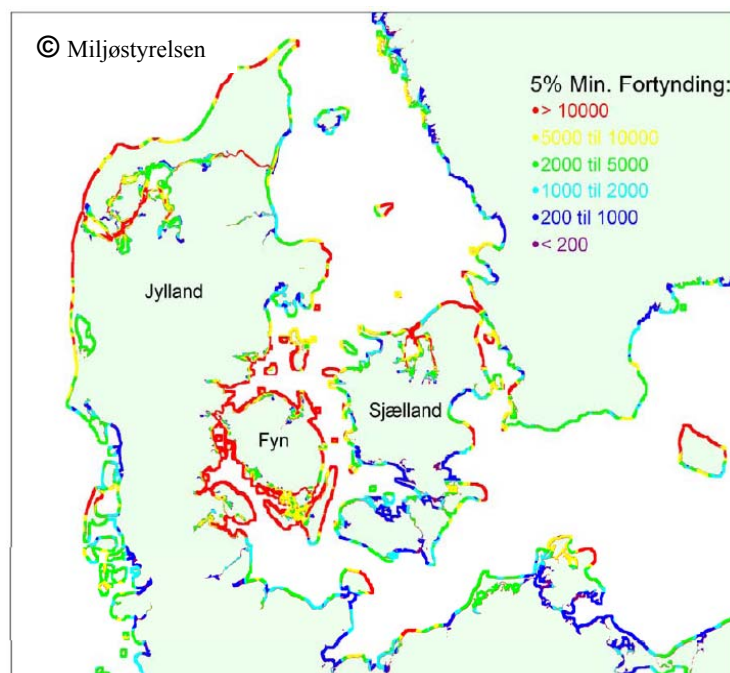 © Miljøstyrelsen
5% Min. Fortynding:
> 10000
5000 til 10000
2000 til 5000
1000 til 2000
200 til 1000
< 200
Jylland
Sjælland
Fyn